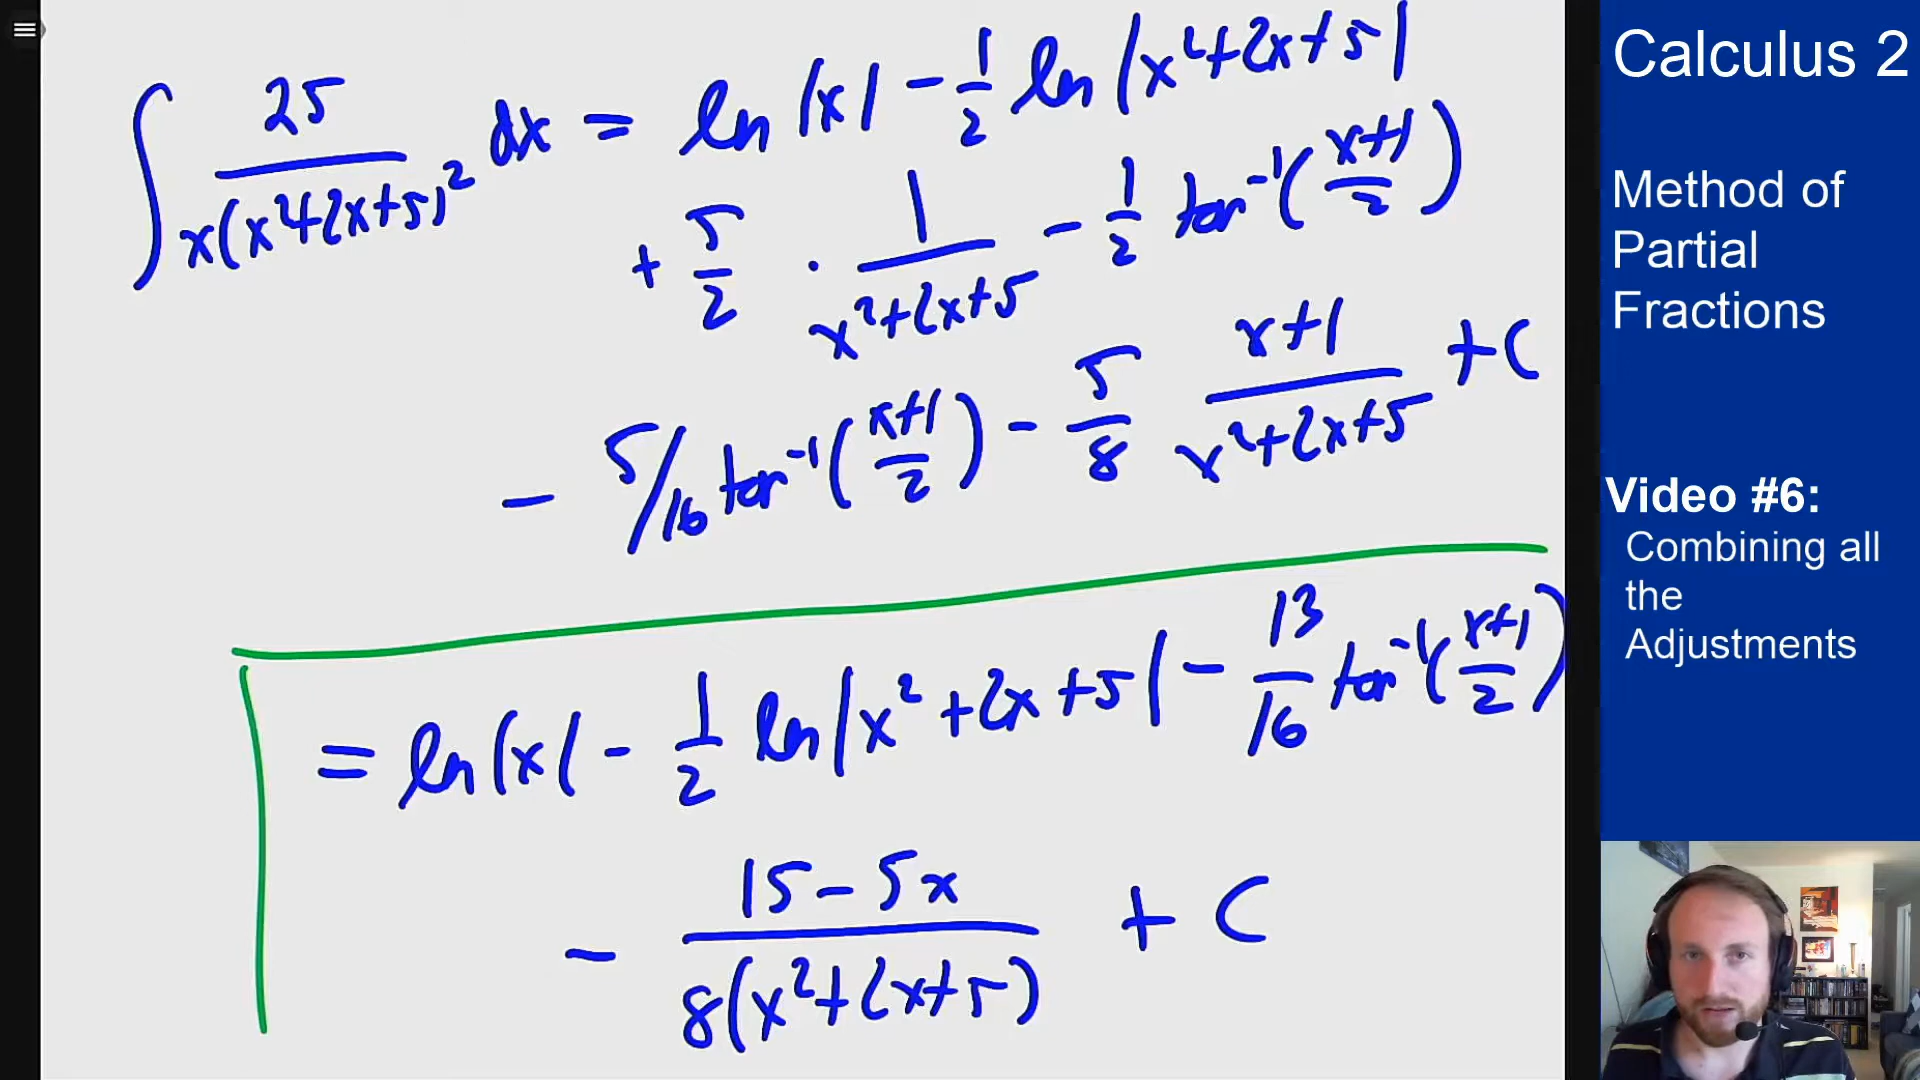 ∫ 25/(x(x²+2x+5)²) dx = ln|x| - 1/2 ln|x²+2x+5|
+ 5/2 · 1/(x²+2x+5) - 1/2 tan⁻¹((x+1)/2)
- 5/16 tan⁻¹((x+1)/2) - 5/8 (x+1)/(x²+2x+5) + C
= ln|x| - 1/2 ln|x²+2x+5| - 13/16 tan⁻¹((x+1)/2)
- (15-5x)/(8(x²+2x+5)) + C
Calculus 2
Method of
Partial
Fractions
Video #6:
Combining all
the
Adjustments